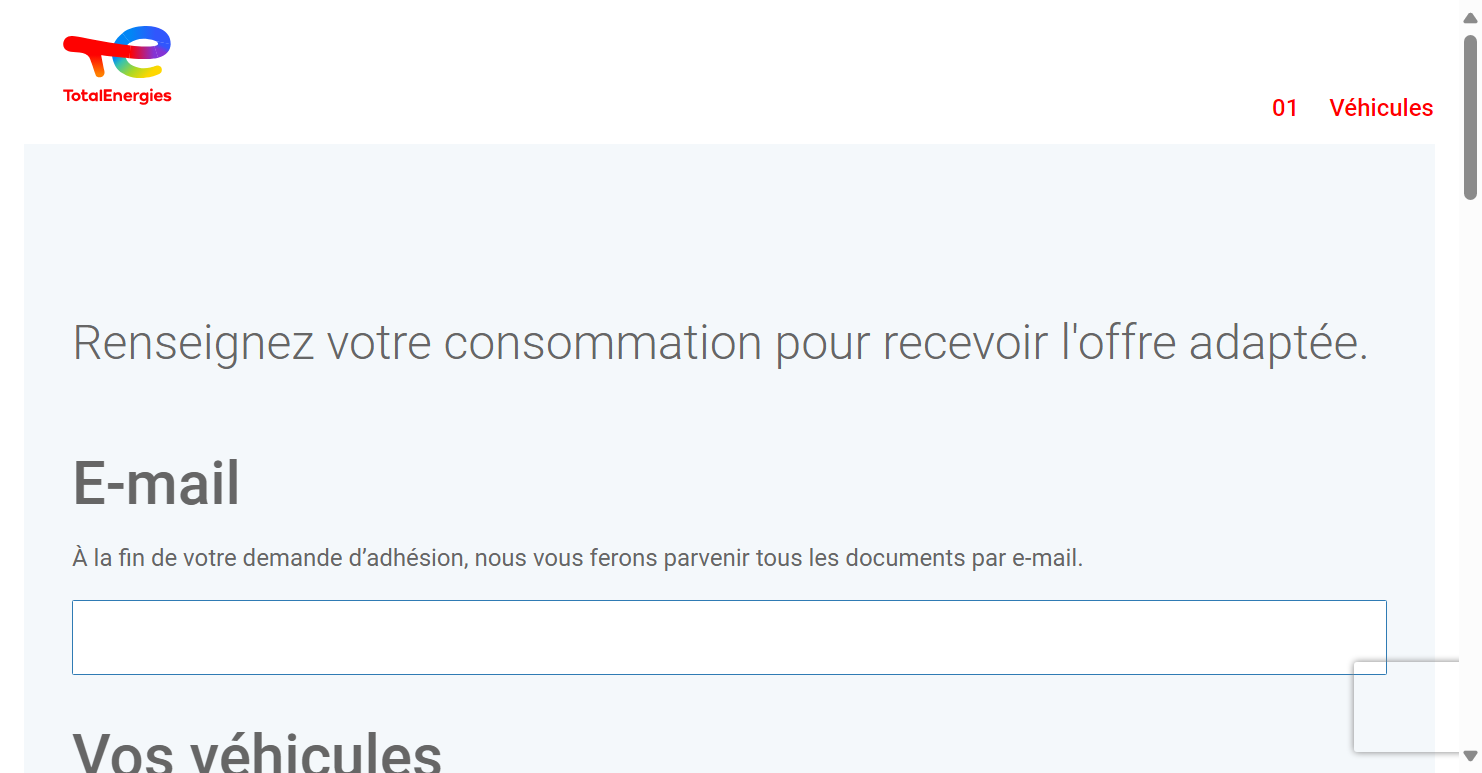 TotalEnergies
01 Véhicules
Renseignez votre consommation pour recevoir l'offre adaptée.
E-mail
À la fin de votre demande d’adhésion, nous vous ferons parvenir tous les documents par e-mail.
Vos véhicules